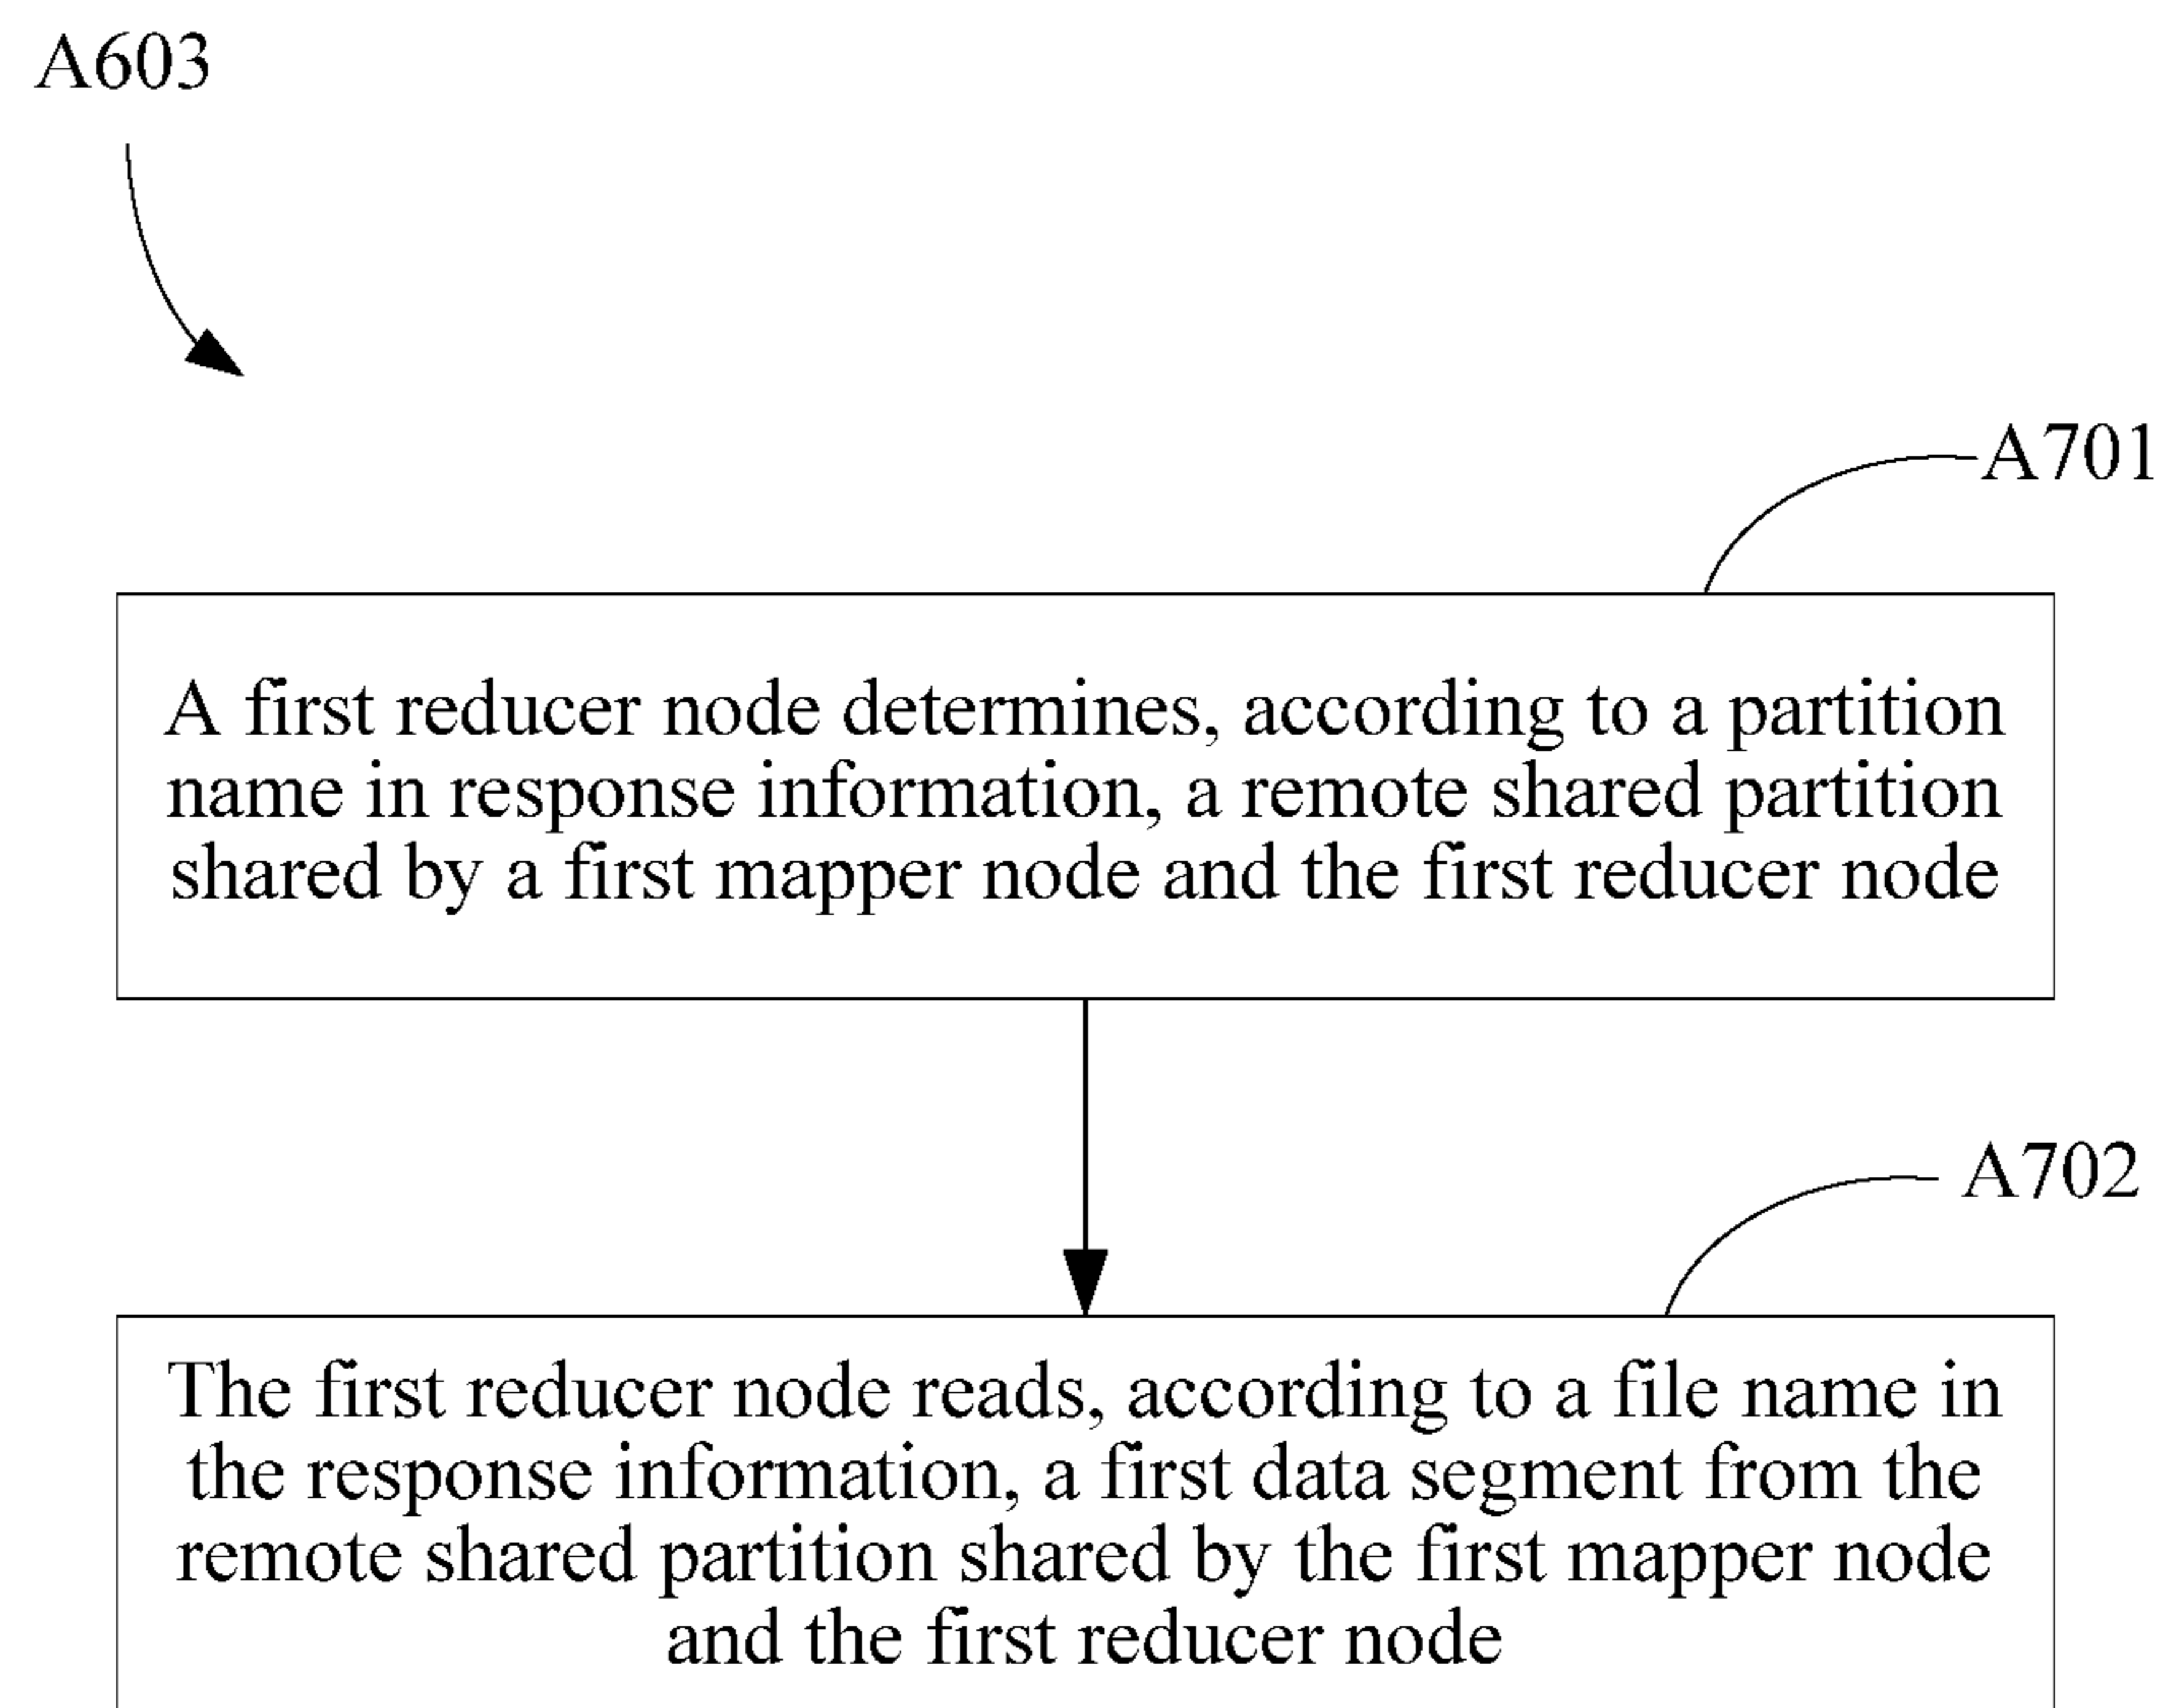 A603
A701
A first reducer node determines, according to a partition
name in response information, a remote shared partition
shared by a first mapper node and the first reducer node
A702
The first reducer node reads, according to a file name in
the response information, a first data segment from the
remote shared partition shared by the first mapper node
and the first reducer node